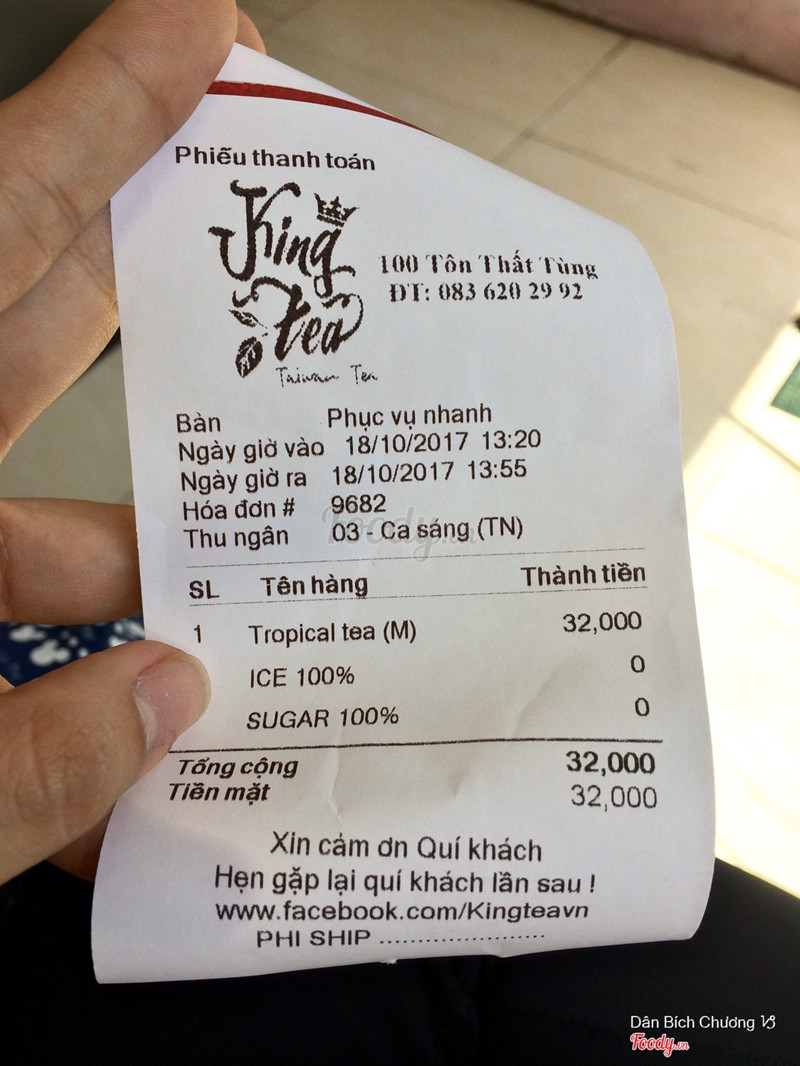 Phiếu thanh toán
King
tea
Taiwan Tea
100 Tôn Thất Tùng
ĐT: 083 620 29 92
Bàn Phục vụ nhanh
Ngày giờ vào 18/10/2017 13:20
Ngày giờ ra 18/10/2017 13:55
Hóa đơn # 9682
Thu ngân 03 - Ca sáng (TN)
Foody.vn
SL Tên hàng Thành tiền
1 Tropical tea (M) 32,000
ICE 100% 0
SUGAR 100% 0
Tổng cộng 32,000
Tiền mặt 32,000
Xin cảm ơn Quí khách
Hẹn gặp lại quí khách lần sau !
www.facebook.com/Kingteavn
PHI SHIP ..........................
Dân Bích Chương
Foody.vn